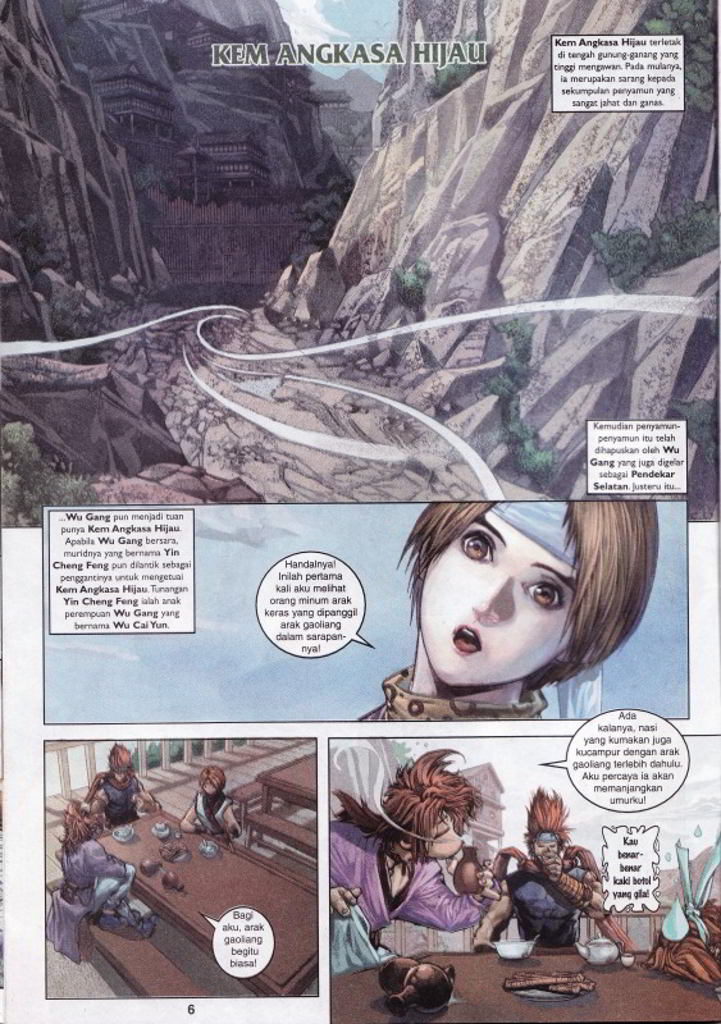 KEM ANGKASA HIJAU
Kem Angkasa Hijau terletak
di tengah gunung-ganang yang
tinggi mengawan. Pada mulanya,
ia merupakan sarang kepada
sekumpulan penyamun yang
sangat jahat dan ganas.
Kemudian penyamun-
penyamun itu telah
dihapuskan oleh Wu
Gang yang juga digelar
sebagai Pendekar
Selatan. Justeru itu...
...Wu Gang pun menjadi tuan
punya Kem Angkasa Hijau.
Apabila Wu Gang bersara,
muridnya yang bernama Yin
Cheng Feng pun dilantik sebagai
penggantinya untuk mengetuai
Kem Angkasa Hijau. Tunangan
Yin Cheng Feng ialah anak
perempuan Wu Gang yang
bernama Wu Cai Yun.
Handalnya!
Inilah pertama
kali aku melihat
orang minum arak
keras yang dipanggil
arak gaoliang
dalam sarapan-
nya!
Bagi
aku, arak
gaoliang
begitu
biasa!
Ada
kalanya, nasi
yang kumakan juga
kucampur dengan arak
gaoliang terlebih dahulu.
Aku percaya ia akan
memanjangkan
umurku!
Kau
benar-
benar
kaki botol
yang gila!
6